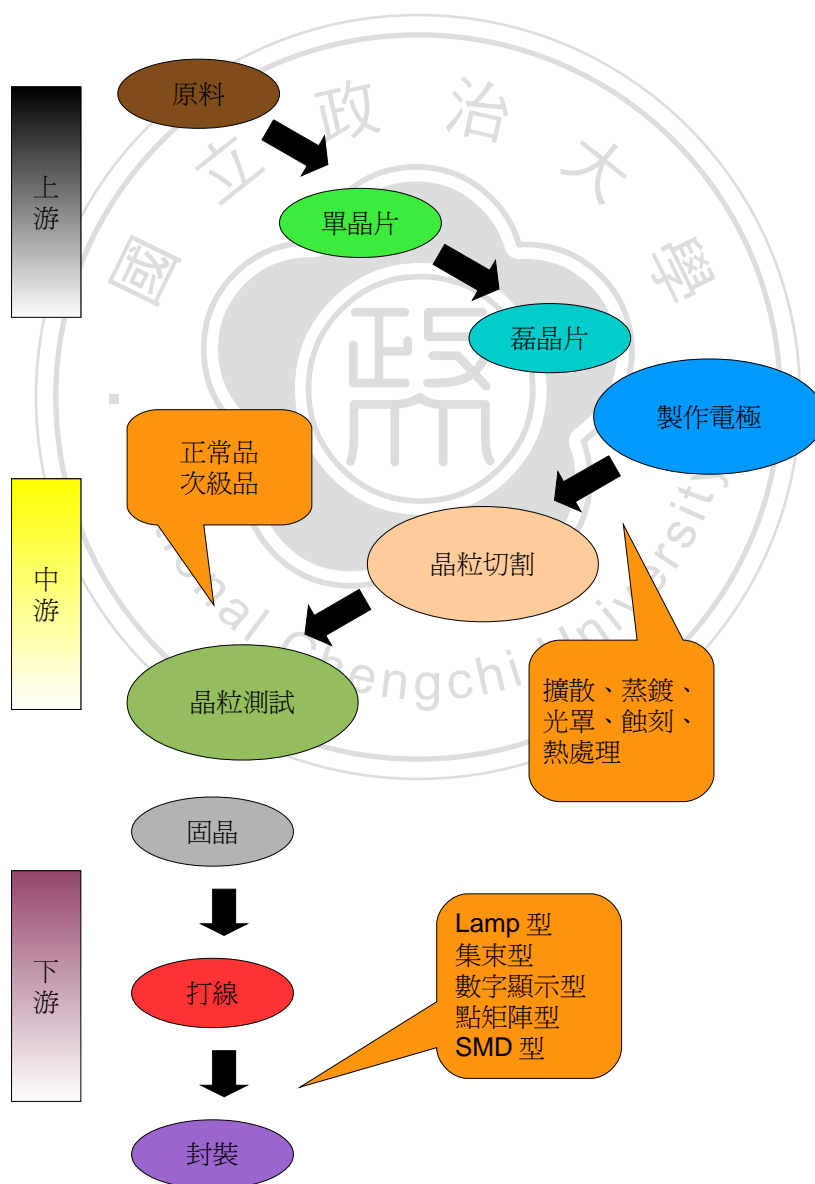 原料
上
游
單晶片
磊晶片
製作電極
正常品
次級品
中
游
晶粒切割
晶粒測試
擴散、蒸鍍、
光罩、蝕刻、
熱處理
固晶
下
游
打線
Lamp 型
集束型
數字顯示型
點矩陣型
SMD 型
封裝
國立政治大學
政
Chengchi University